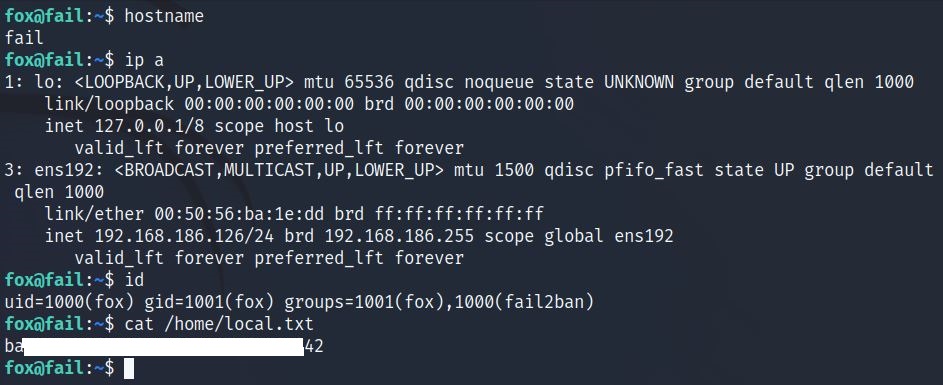 fox@fail:~$ hostname
fail
fox@fail:~$ ip a
1: lo: <LOOPBACK,UP,LOWER_UP> mtu 65536 qdisc noqueue state UNKNOWN group default qlen 1000
    link/loopback 00:00:00:00:00:00 brd 00:00:00:00:00:00
    inet 127.0.0.1/8 scope host lo
       valid_lft forever preferred_lft forever
3: ens192: <BROADCAST,MULTICAST,UP,LOWER_UP> mtu 1500 qdisc pfifo_fast state UP group default
 qlen 1000
    link/ether 00:50:56:ba:1e:dd brd ff:ff:ff:ff:ff:ff
    inet 192.168.186.126/24 brd 192.168.186.255 scope global ens192
       valid_lft forever preferred_lft forever
fox@fail:~$ id
uid=1000(fox) gid=1001(fox) groups=1001(fox),1000(fail2ban)
fox@fail:~$ cat /home/local.txt
ba 42
fox@fail:~$